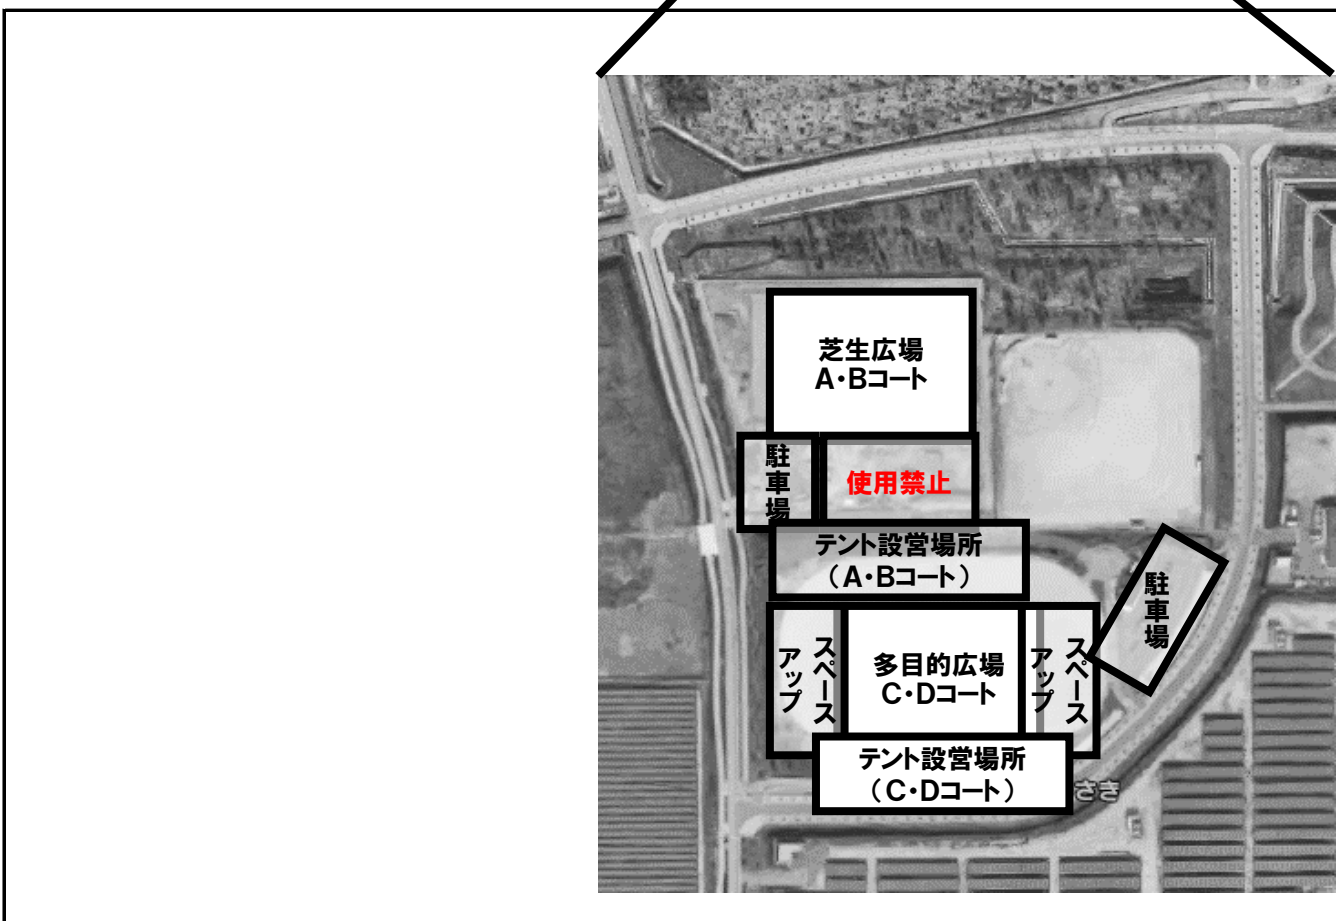 芝生広場
A・Bコート
駐車場
使用禁止
テント設営場所
（A・Bコート）
駐車場
アップ
スペース
多目的広場
C・Dコート
アップ
スペース
テント設営場所
（C・Dコート）
さき